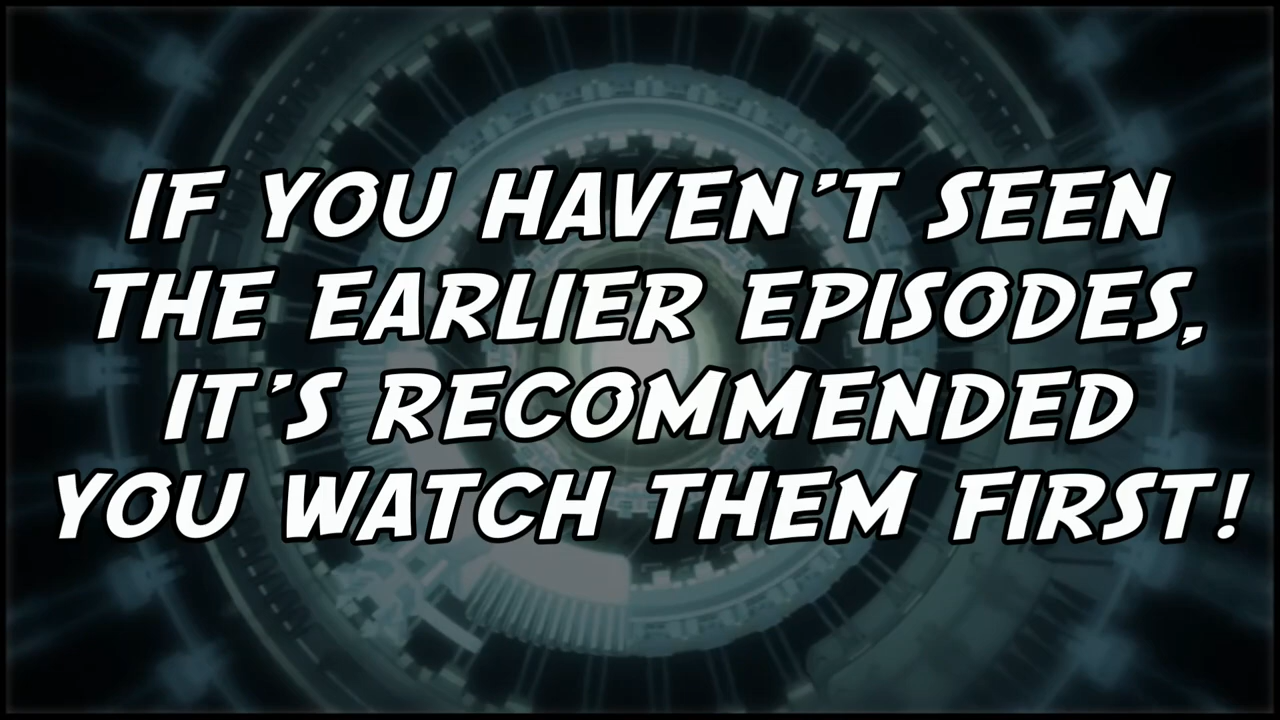 IF YOU HAVEN'T SEEN
THE EARLIER EPISODES,
IT'S RECOMMENDED
YOU WATCH THEM FIRST!